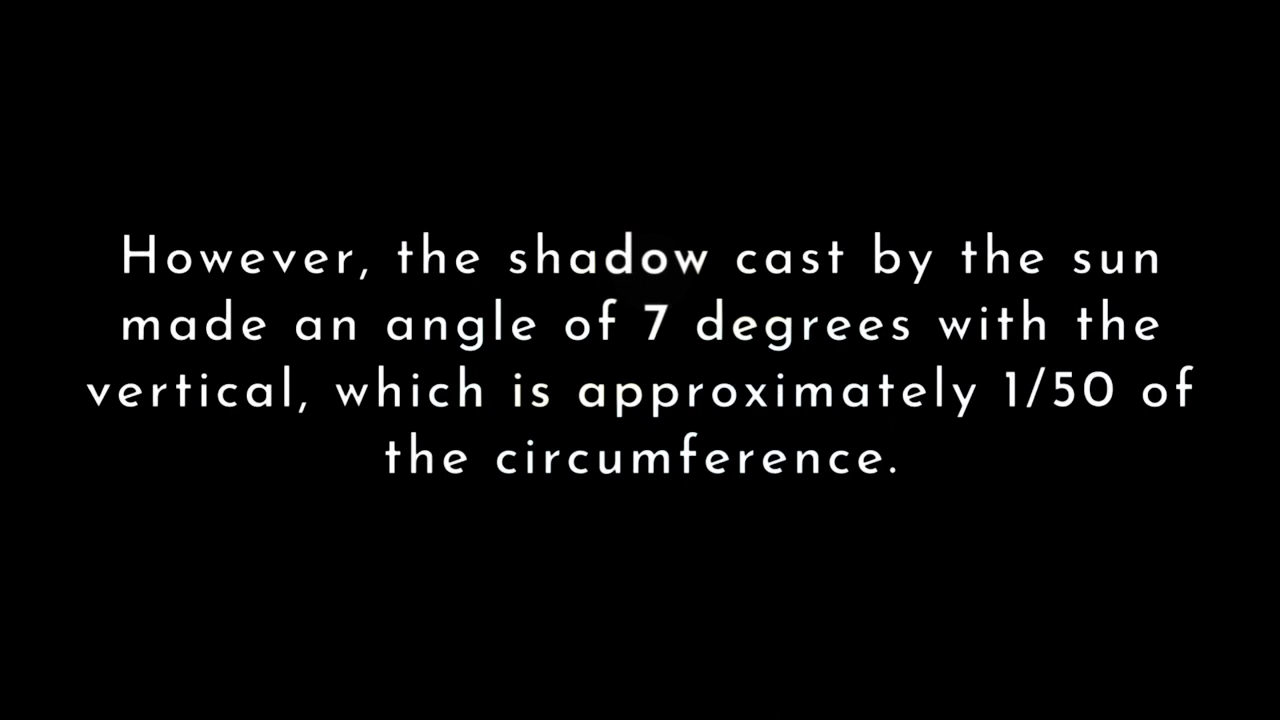 However, the shadow cast by the sun
made an angle of 7 degrees with the
vertical, which is approximately 1/50 of
the circumference.